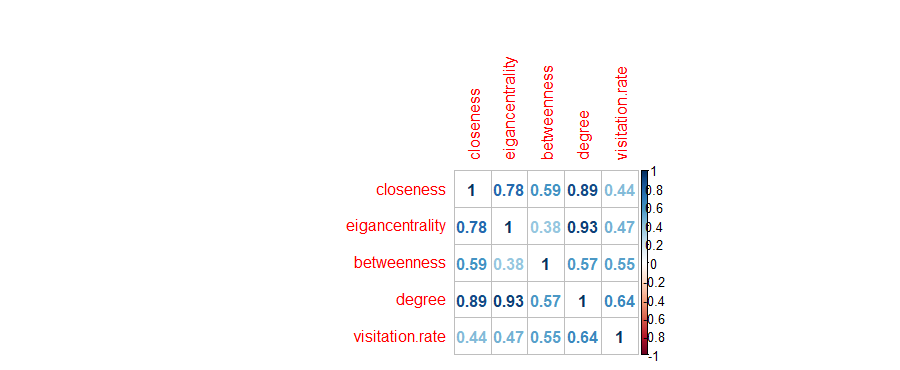 closeness
eigancentrality
betweenness
degree
visitation.rate
closeness 1 0.78 0.59 0.89 0.44
eigancentrality 0.78 1 0.38 0.93 0.47
betweenness 0.59 0.38 1 0.57 0.55
degree 0.89 0.93 0.57 1 0.64
visitation.rate 0.44 0.47 0.55 0.64 1
1
0.8
0.6
0.4
0.2
0
-0.2
-0.4
-0.6
-0.8
-1